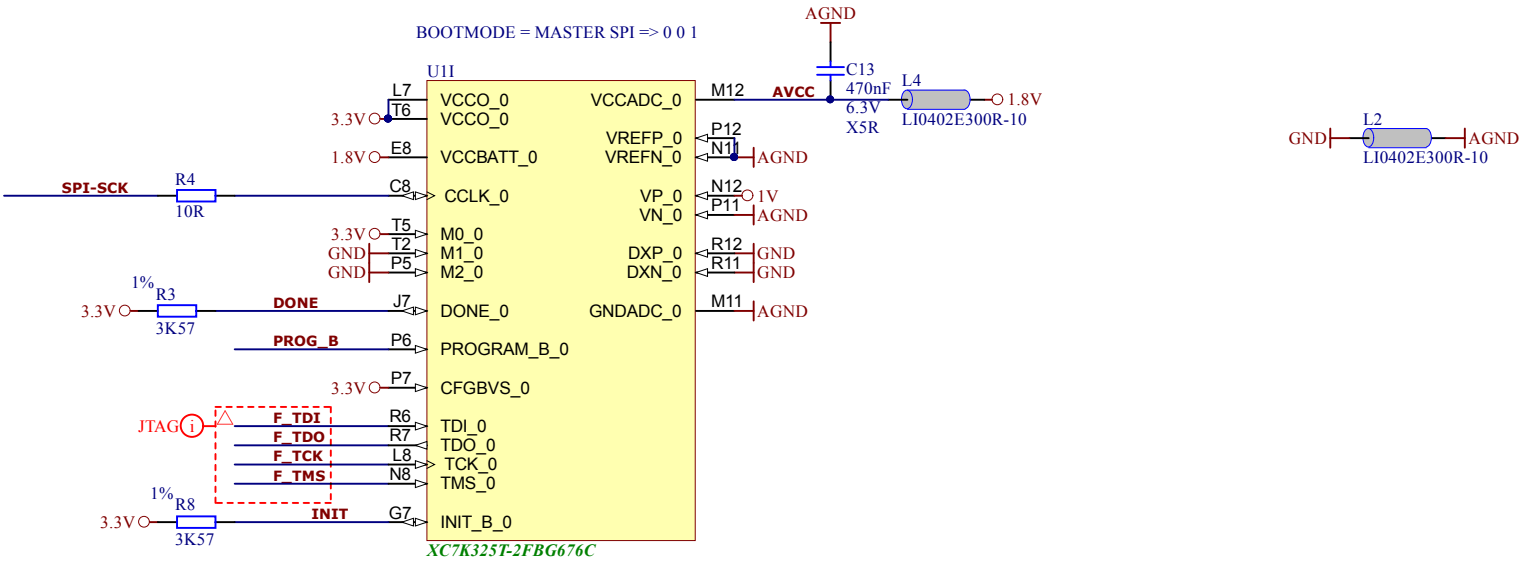 AGND
BOOTMODE = MASTER SPI => 0 0 1
U1I
C13
470nF
6.3V
X5R
L4
LI0402E300R-10
1.8V
AVCC
M12
VCCADC_0
L7
VCCO_0
3.3V
T6
VCCO_0
P12
VREFP_0
N11
VREFN_0
AGND
L2
GND
AGND
LI0402E300R-10
1.8V
E8
VCCBATT_0
SPI-SCK
R4
10R
C8
CCLK_0
VP_0
N12
1V
VN_0
P11
AGND
3.3V
T5
M0_0
GND
T2
M1_0
GND
P5
M2_0
DXP_0
R12
GND
DXN_0
R11
GND
1%
R3
3.3V
3K57
DONE
J7
DONE_0
GNDADC_0
M11
AGND
PROG_B
P6
PROGRAM_B_0
3.3V
P7
CFGBVS_0
JTAG
i
F_TDI
R6
TDI_0
F_TDO
R7
TDO_0
F_TCK
L8
TCK_0
F_TMS
N8
TMS_0
1%
R8
3.3V
3K57
INIT
G7
INIT_B_0
XC7K325T-2FBG676C